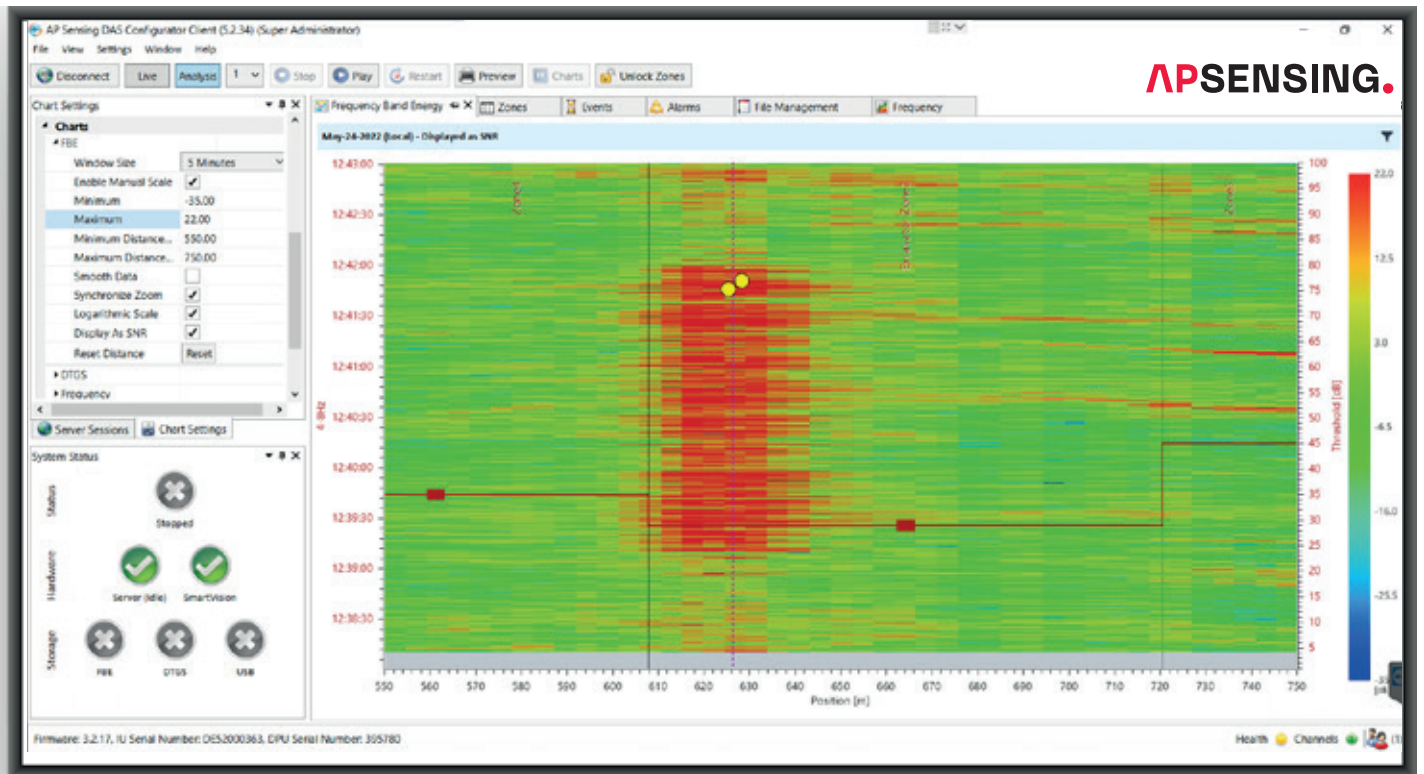 AP Sensing DAS Configurator Client (5.2.34) (Super Administrator)
File View Settings Window Help
Disconnect Live Analysis 1 Stop Play Restart Preview Charts Unlock Zones
APSENSING.
Chart Settings
Charts
FBE
Window Size 5 Minutes
Enable Manual Scale
Minimum -35.00
Maximum 22.00
Minimum Distance... 550.00
Maximum Distance... 750.00
Smooth Data
Synchronize Zoom
Logarithmic Scale
Display As SNR
Reset Distance Reset
DTGS
Frequency
Server Sessions Chart Settings
System Status
Status
Stopped
Hardware
Server (Idle) SmartVision
Storage
FBE DTGS USB
Frequency Band Energy Zones Events Alarms File Management Frequency
May-24-2022 (Local) - Displayed as SNR
4-8Hz
12:43:00
12:42:30
12:42:00
12:41:30
12:41:00
12:40:30
12:40:00
12:39:30
12:39:00
12:38:30
550 560 570 580 590 600 610 620 630 640 650 660 670 680 690 700 710 720 730 740 750
Position [m]
100
95
90
85
80
75
70
65
60
55
50
45
40
35
30
25
20
15
10
5
Threshold [dB]
22.0
12.5
3.0
-6.5
-16.0
-25.5
Firmware: 3.2.17, IU Serial Number: DE52000363, DPU Serial Number: 395780
Health Channels (1)